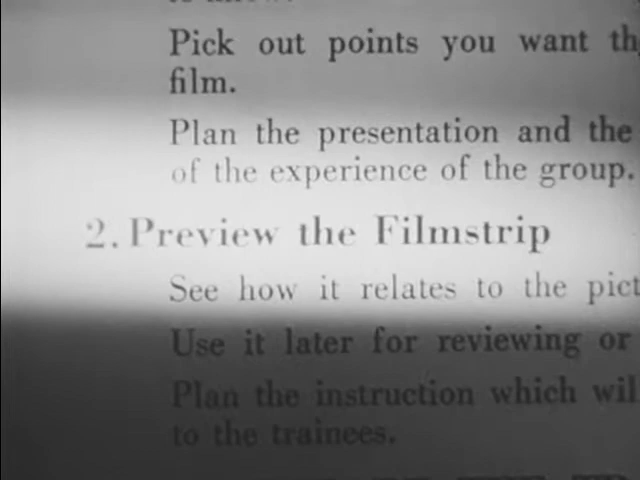 Pick out points you want
film.
Plan the presentation and the
of the experience of the group.
2. Preview the Filmstrip
See how it relates to the pict
Use it later for reviewing or
Plan the instruction which wil
to the trainees.